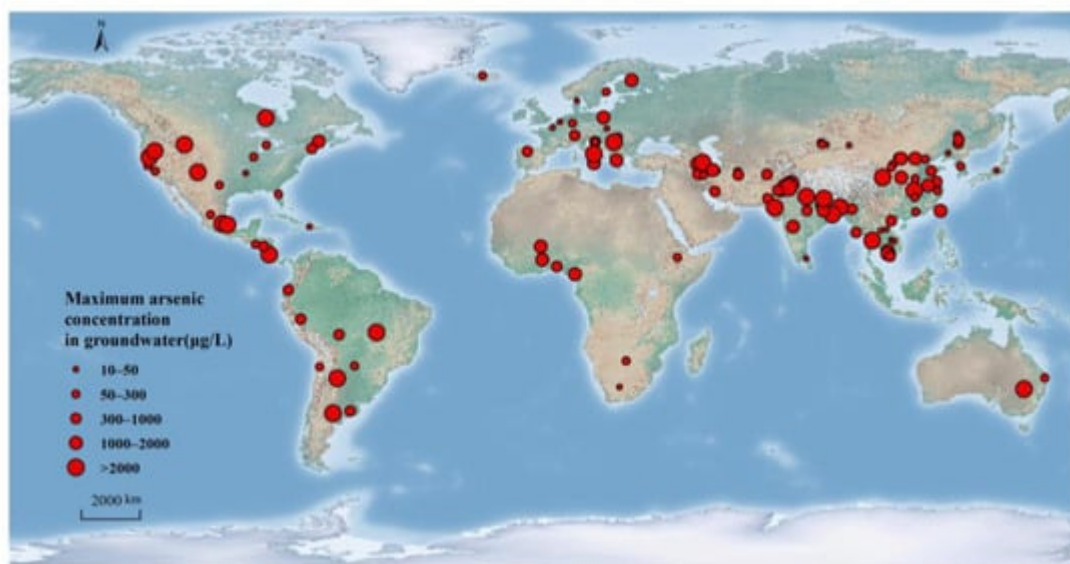 N
Maximum arsenic
concentration
in groundwater(μg/L)
10–50
50–300
300–1000
1000–2000
>2000
2000 km